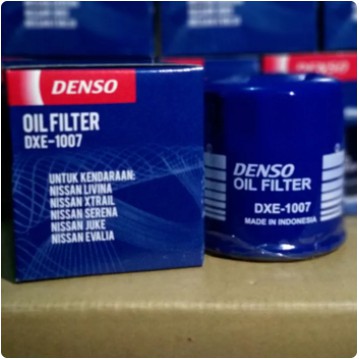 DENSO
OIL FILTER
DXE-1007
UNTUK KENDARAAN:
NISSAN LIVINA
NISSAN XTRAIL
NISSAN SERENA
NISSAN JUKE
NISSAN EVALIA
DENSO
OIL FILTER
DXE-1007
MADE IN INDONESIA